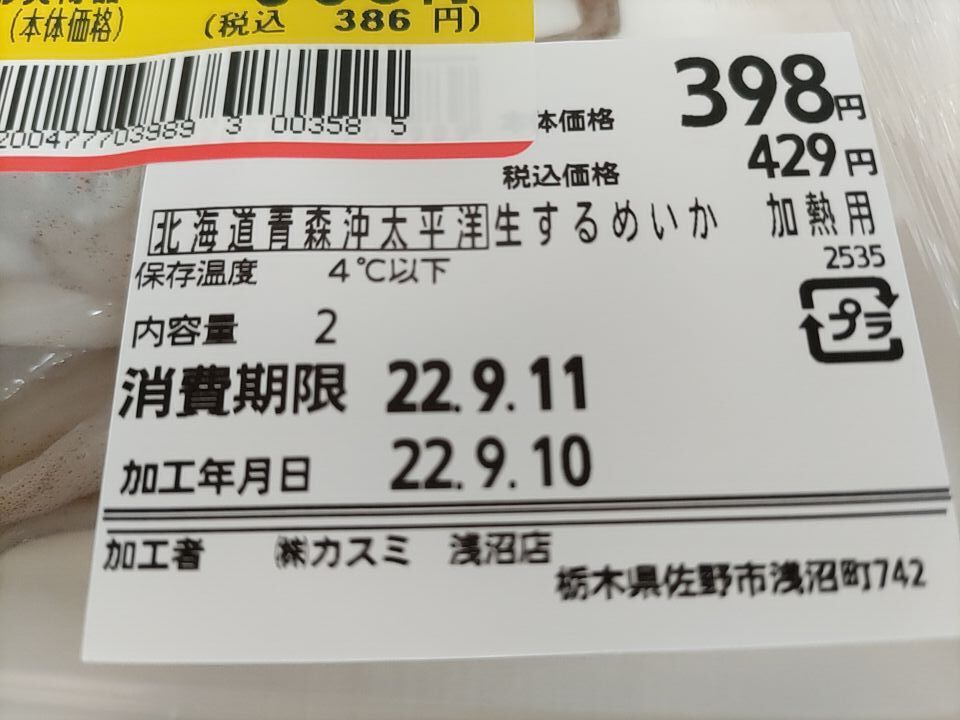 (本体価格)
(税込 386 円)
200477703989 3 00358 5
体価格 398円
税込価格 429円
北海道青森沖太平洋生するめいか 加熱用
2535
保存温度 4℃以下
プラ
内容量 2
消費期限 22.9.11
加工年月日 22.9.10
加工者 ㈱カスミ 浅沼店
栃木県佐野市浅沼町742